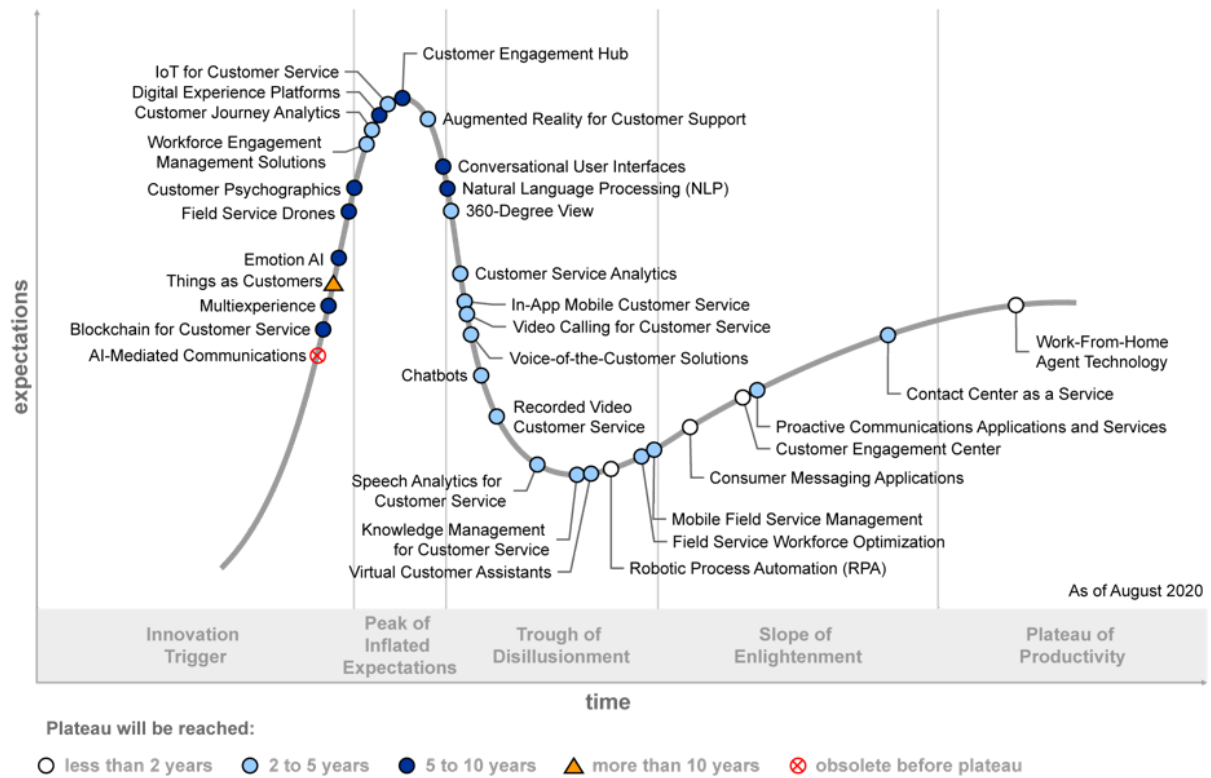 Customer Engagement Hub
IoT for Customer Service
Digital Experience Platforms
Customer Journey Analytics
Augmented Reality for Customer Support
Workforce Engagement
Management Solutions
Conversational User Interfaces
Customer Psychographics
Natural Language Processing (NLP)
Field Service Drones
360-Degree View
Emotion AI
Things as Customers
Customer Service Analytics
Multiexperience
In-App Mobile Customer Service
Blockchain for Customer Service
Video Calling for Customer Service
AI-Mediated Communications
Voice-of-the-Customer Solutions
Work-From-Home
Agent Technology
Chatbots
Contact Center as a Service
Recorded Video
Customer Service
Proactive Communications Applications and Services
Customer Engagement Center
Speech Analytics for
Customer Service
Consumer Messaging Applications
Knowledge Management
for Customer Service
Mobile Field Service Management
Field Service Workforce Optimization
Virtual Customer Assistants
Robotic Process Automation (RPA)
expectations
As of August 2020
Innovation
Trigger
Peak of
Inflated
Expectations
Trough of
Disillusionment
Slope of
Enlightenment
Plateau of
Productivity
time
Plateau will be reached:
less than 2 years
2 to 5 years
5 to 10 years
more than 10 years
obsolete before plateau